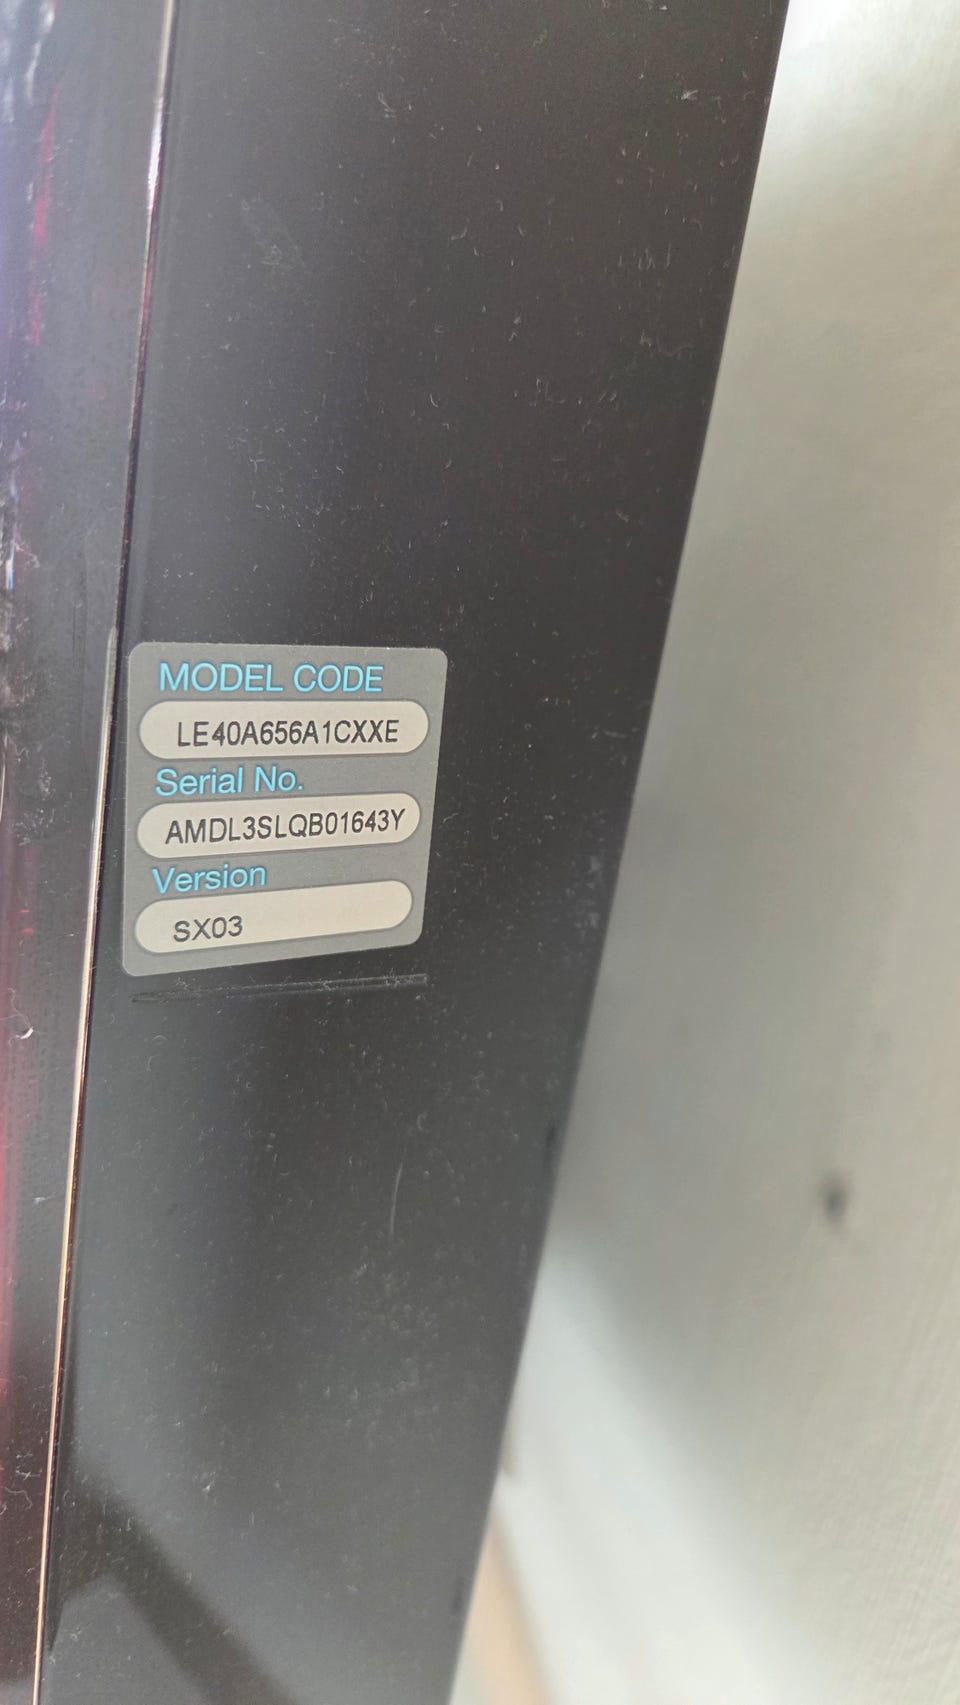 MODEL CODE
LE40A656A1CXXE
Serial No.
AMDL3SLQB01643Y
Version
SX03